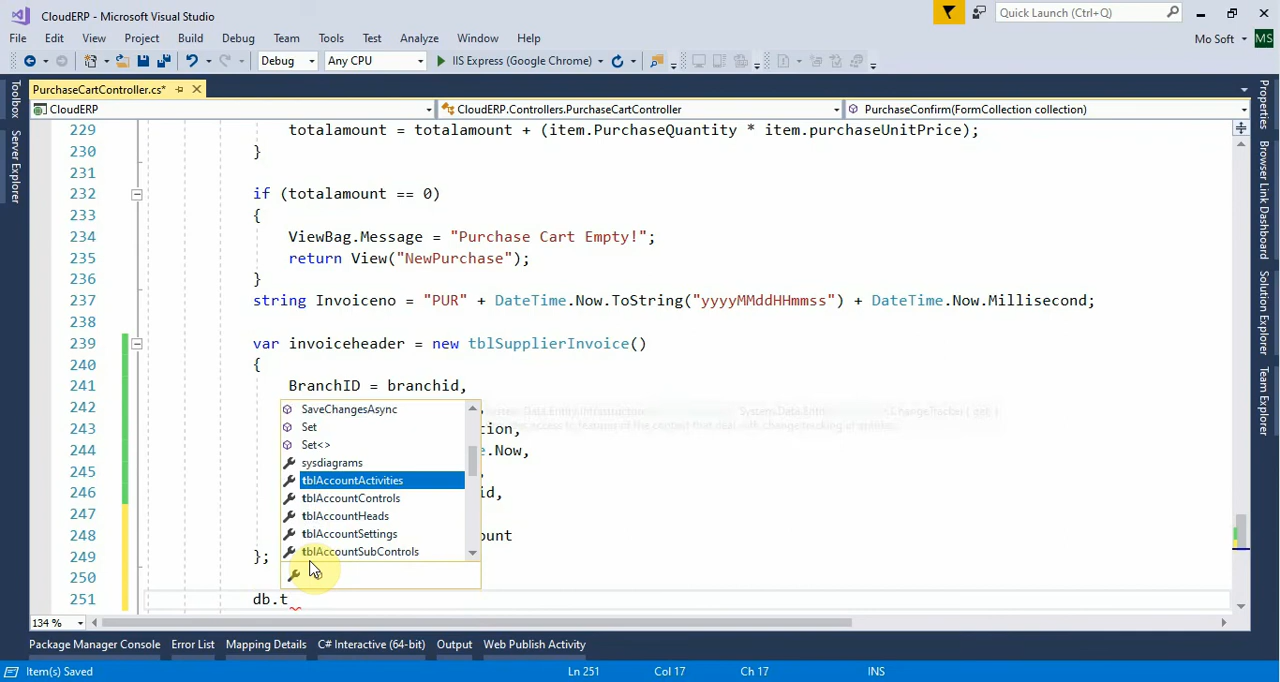 CloudERP - Microsoft Visual Studio
Quick Launch (Ctrl+Q)
File Edit View Project Build Debug Team Tools Test Analyze Window Help
Mo Soft MS
Debug Any CPU IIS Express (Google Chrome)
PurchaseCartController.cs*
CloudERP CloudERP.Controllers.PurchaseCartController PurchaseConfirm(FormCollection collection)
Toolbox
Server Explorer
Properties
Browser Link Dashboard
Solution Explorer
Team Explorer
229 totalamount = totalamount + (item.PurchaseQuantity * item.purchaseUnitPrice);
230 }
231
232 if (totalamount == 0)
233 {
234 ViewBag.Message = "Purchase Cart Empty!";
235 return View("NewPurchase");
236 }
237 string Invoiceno = "PUR" + DateTime.Now.ToString("yyyyMMddHHmmss") + DateTime.Now.Millisecond;
238
239 var invoiceheader = new tblSupplierInvoice()
240 {
241 BranchID = branchid,
242 ,
243 tion,
244 e.Now,
245 ,
246 id,
247
248 ount
249 };
250
251 db.t
SaveChangesAsync
Set
Set<>
sysdiagrams
tblAccountActivities
tblAccountControls
tblAccountHeads
tblAccountSettings
tblAccountSubControls
134 %
Package Manager Console Error List Mapping Details C# Interactive (64-bit) Output Web Publish Activity
Item(s) Saved Ln 251 Col 17 Ch 17 INS